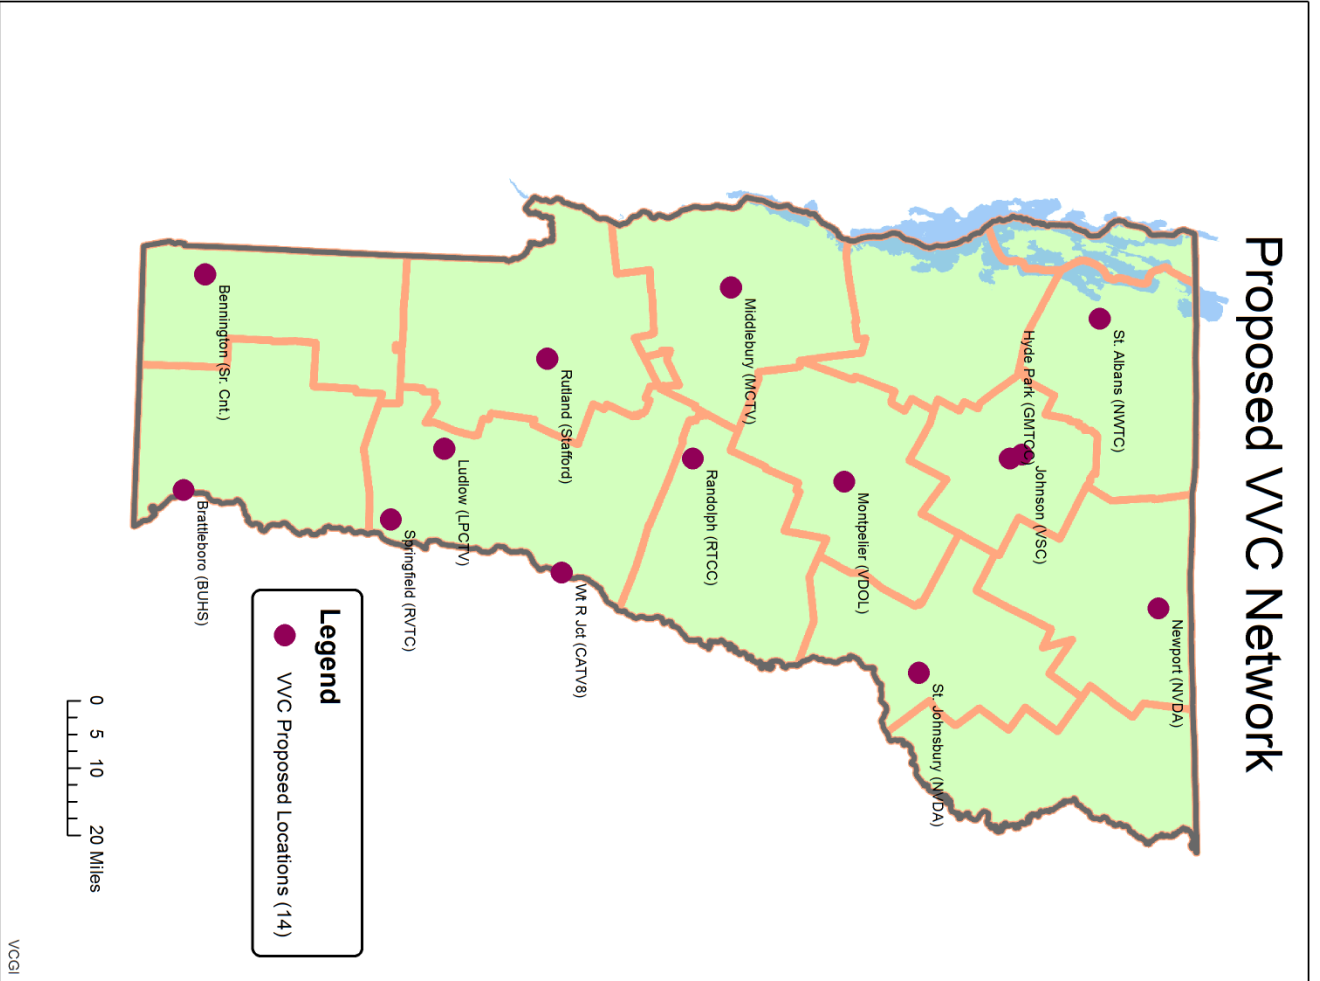 Proposed VVC Network
St. Albans (NWTC)
Newport (NVDA)
Hyde Park (GMTCC)
Johnson (VSC)
St. Johnsbury (NVDA)
Montpelier (VDOL)
Middlebury (MCTV)
Randolph (RTCC)
Rutland (Stafford)
Wt R Jct (CATV8)
Ludlow (LPCTV)
Springfield (RVTC)
Bennington (Sr. Cnt.)
Brattleboro (BUHS)
Legend
VVC Proposed Locations (14)
0 5 10 20 Miles
VCGI